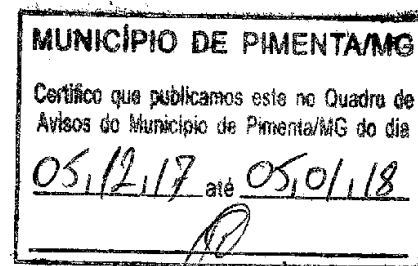 MUNICÍPIO DE PIMENTA/MG
Certifico que publicamos este no Quadro de
Avisos do Município de Pimenta/MG do dia
05,12,17 até 05,01,18